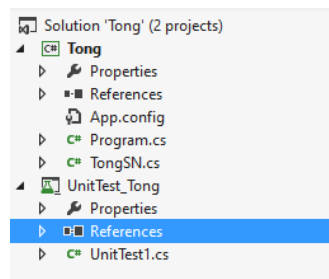 Solution 'Tong' (2 projects)
C# Tong
Properties
References
App.config
C# Program.cs
C# TongSN.cs
UnitTest_Tong
Properties
References
C# UnitTest1.cs